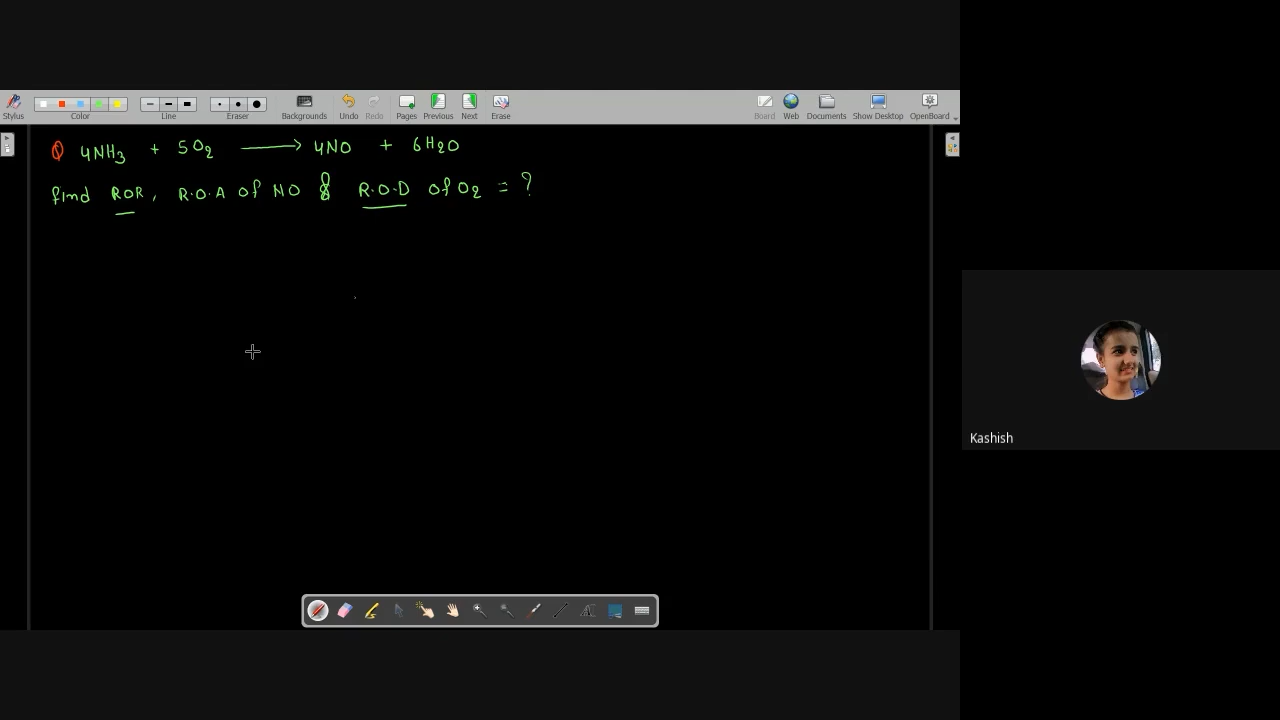 Stylus Color Line Eraser Backgrounds Undo Redo Pages Previous Next Erase Board Web Documents Show Desktop OpenBoard
Q 4NH3 + 5O2 → 4NO + 6H2O
find ROR, R.O.A of NO & R.O.D of O2 = ?
Kashish